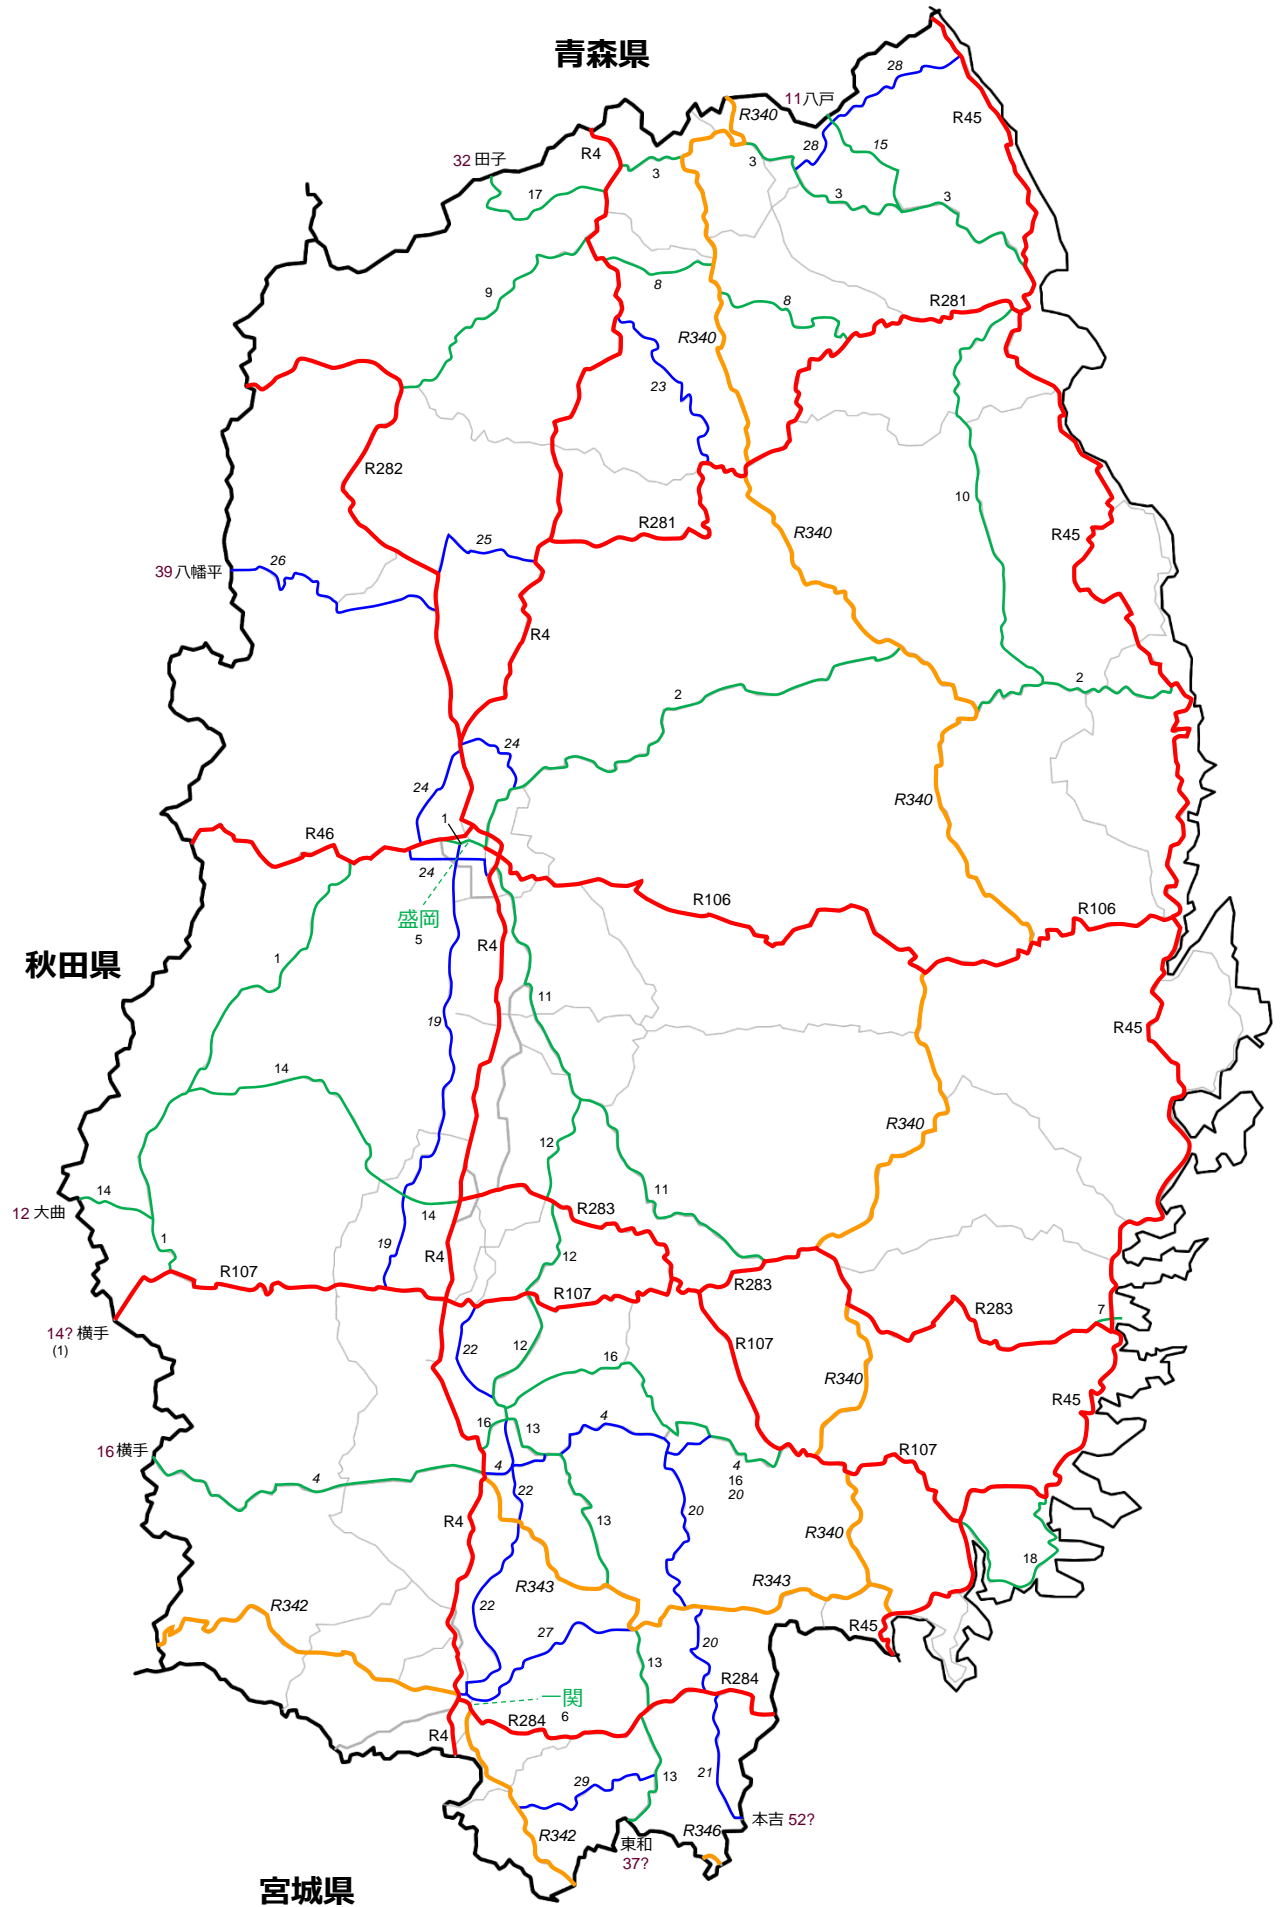 青森県
28
11八戸
R340
R45
R4
28
15
32 田子
3
3
17
3
3
8
9
8
R281
R340
23
R282
10
R281
R340
R45
25
26
39八幡平
R4
2
2
24
24
R340
1
R46
24
R106
R106
盛岡
5
R4
秋田県
1
11
19
R45
14
R340
12
11
14
12 大曲
14
R283
1
19
R4
12
R107
R283
R107
R283
7
14? 横手
(1)
22
12
R107
16
R340
R45
4
16
13
16 横手
R107
4
4
4
16
20
22
20
R4
13
R340
18
R343
R343
R342
22
R45
27
20
13
R284
一関
6
R284
R4
29
13
21
本吉 52?
R342
東和
37?
R346
宮城県